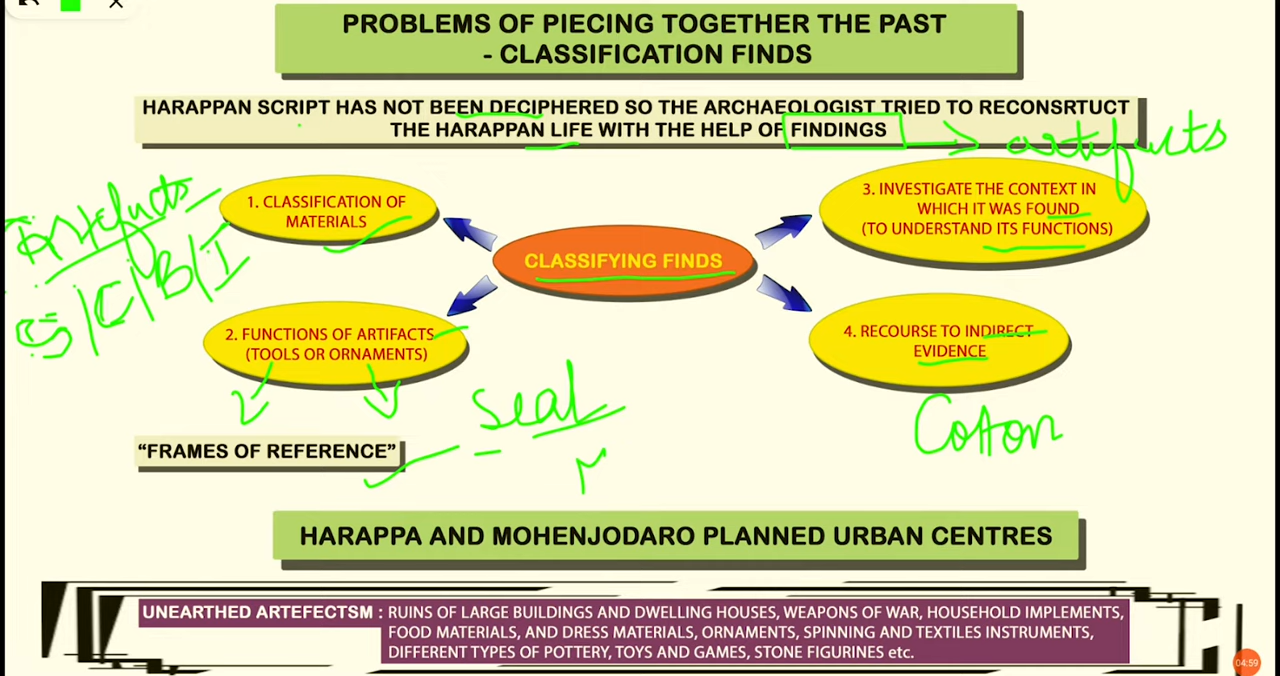 PROBLEMS OF PIECING TOGETHER THE PAST
- CLASSIFICATION FINDS
HARAPPAN SCRIPT HAS NOT BEEN DECIPHERED SO THE ARCHAEOLOGIST TRIED TO RECONSRTUCT
THE HARAPPAN LIFE WITH THE HELP OF FINDINGS
artifacts
Artefacts
1. CLASSIFICATION OF
MATERIALS
3. INVESTIGATE THE CONTEXT IN
WHICH IT WAS FOUND
(TO UNDERSTAND ITS FUNCTIONS)
CLASSIFYING FINDS
S/C/B/I
2. FUNCTIONS OF ARTIFACTS
(TOOLS OR ORNAMENTS)
4. RECOURSE TO INDIRECT
EVIDENCE
Seal
Cotton
"FRAMES OF REFERENCE"
HARAPPA AND MOHENJODARO PLANNED URBAN CENTRES
UNEARTHED ARTEFECTSM : RUINS OF LARGE BUILDINGS AND DWELLING HOUSES, WEAPONS OF WAR, HOUSEHOLD IMPLEMENTS,
FOOD MATERIALS, AND DRESS MATERIALS, ORNAMENTS, SPINNING AND TEXTILES INSTRUMENTS,
DIFFERENT TYPES OF POTTERY, TOYS AND GAMES, STONE FIGURINES etc.
04:59